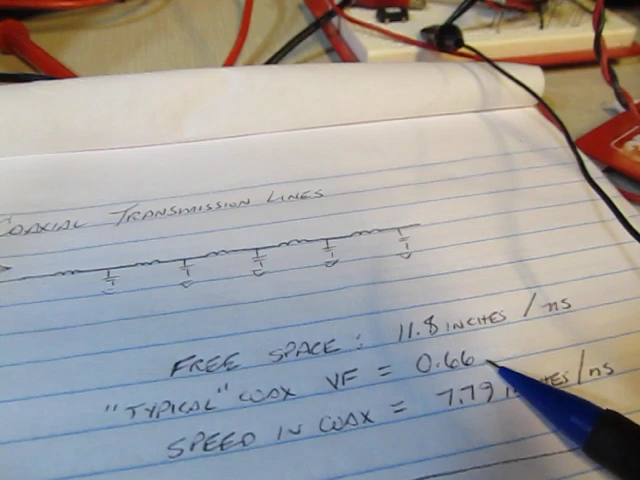 COAXIAL TRANSMISSION LINES
FREE SPACE: 11.8 INCHES / ns
"TYPICAL" COAX VF = 0.66
SPEED IN COAX = 7.79 INCHES/ns